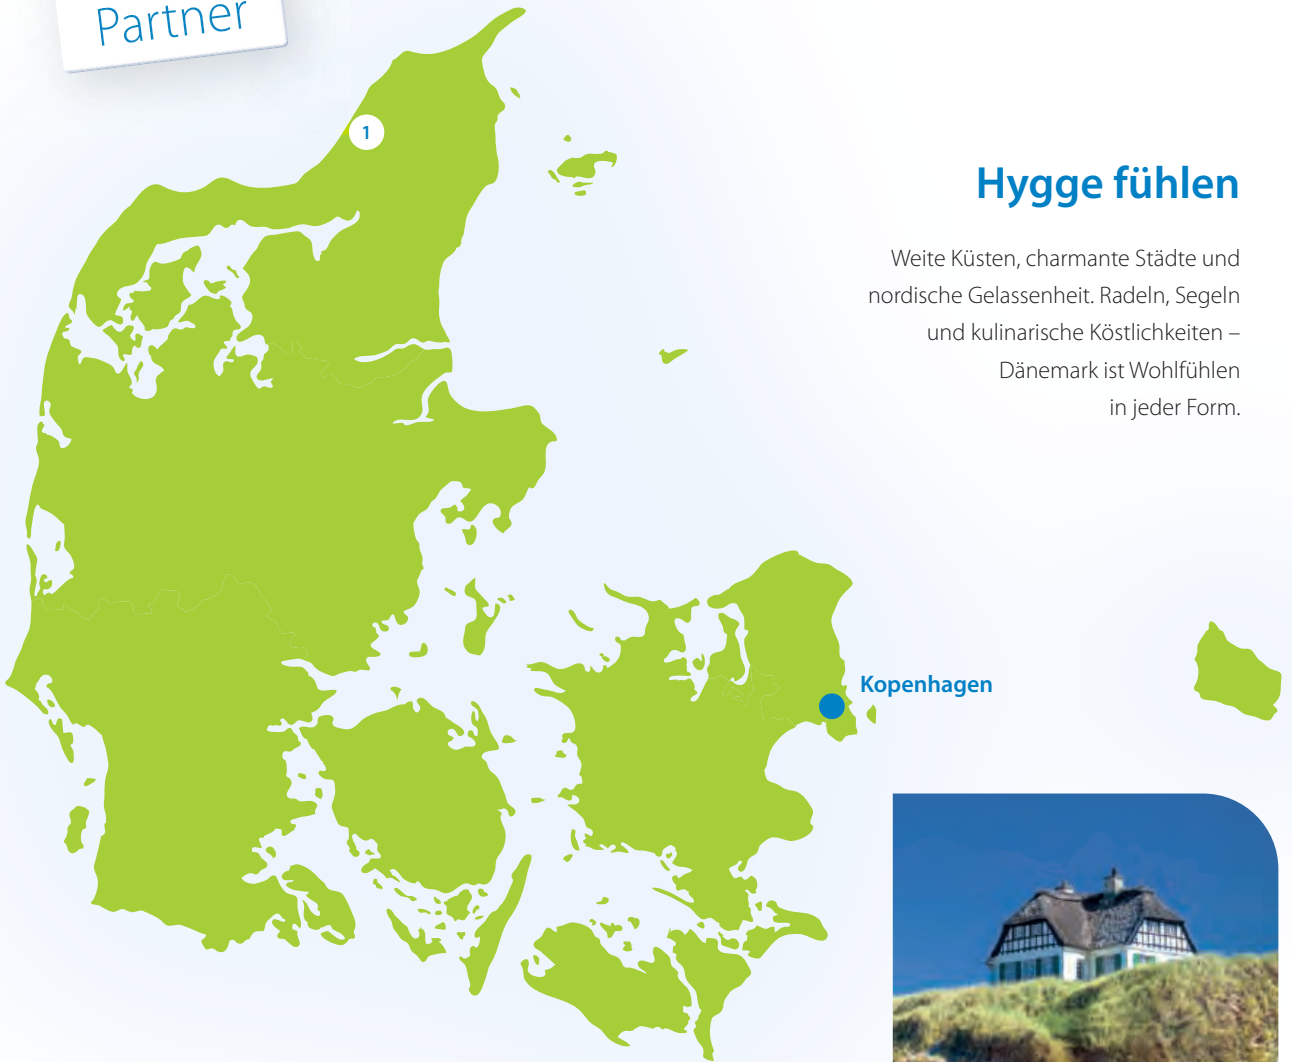 Partner
1
Hygge fühlen
Weite Küsten, charmante Städte und
nordische Gelassenheit. Radeln, Segeln
und kulinarische Köstlichkeiten –
Dänemark ist Wohlfühlen
in jeder Form.
Kopenhagen